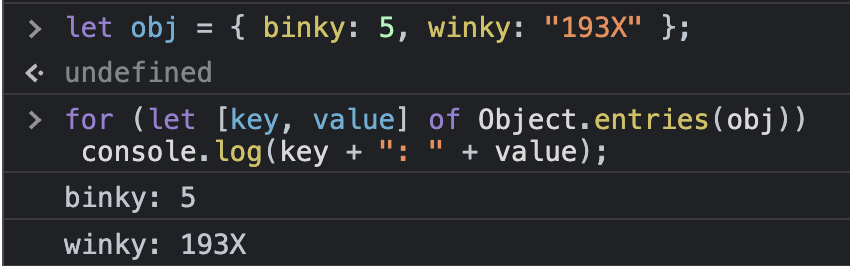 > let obj = { binky: 5, winky: "193X" };
<· undefined
> for (let [key, value] of Object.entries(obj))
console.log(key + ": " + value);
binky: 5
winky: 193X